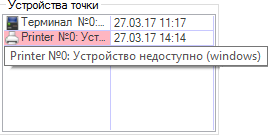 Устройства точки
Терминал №0:... 27.03.17 11:17
Printer №0: Уст... 27.03.17 14:14
Printer №0: Устройство недоступно (windows)